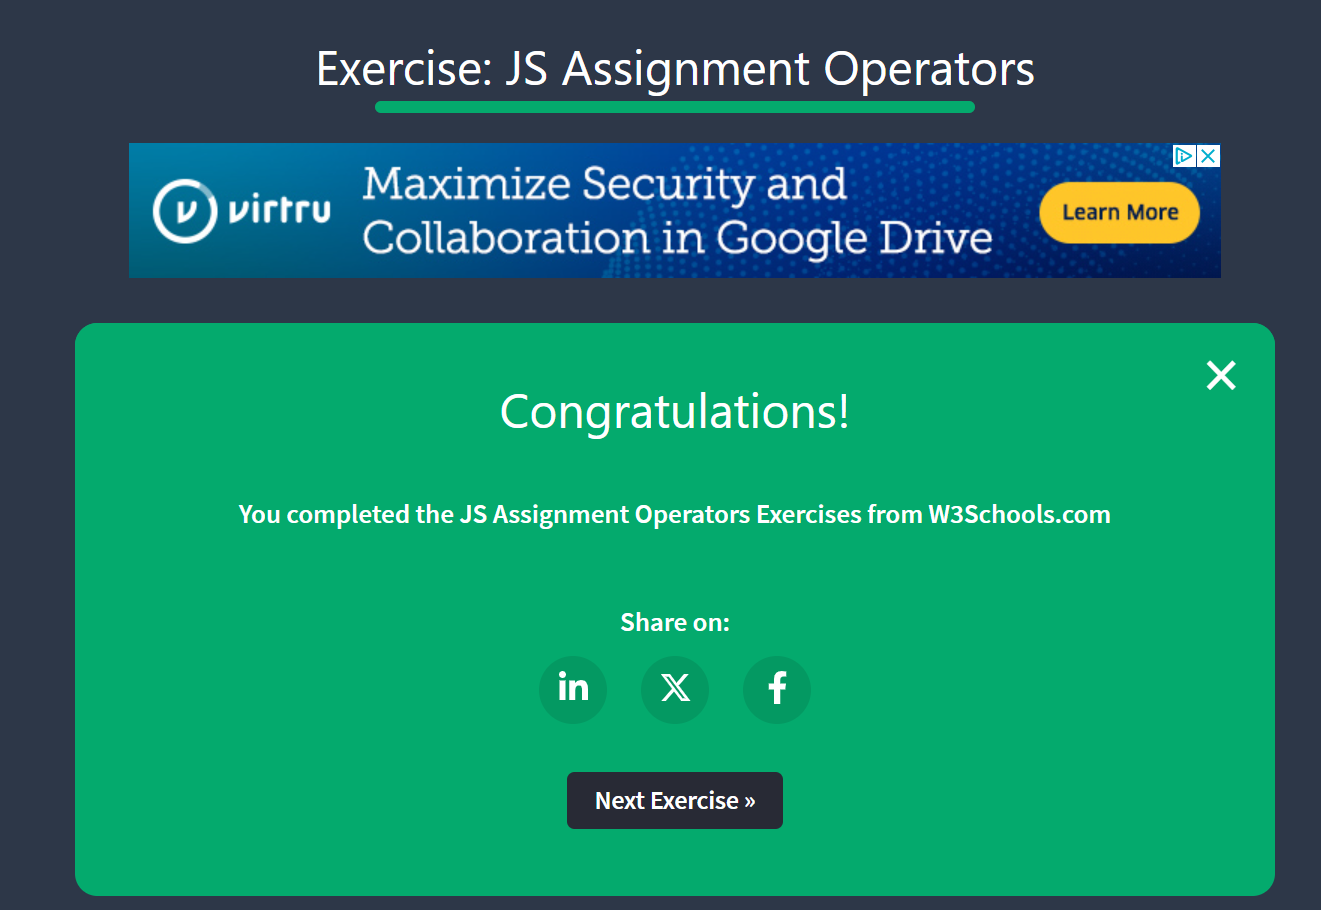 Exercise: JS Assignment Operators
virtru
Maximize Security and
Collaboration in Google Drive
Learn More
Congratulations!
You completed the JS Assignment Operators Exercises from W3Schools.com
Share on:
Next Exercise »